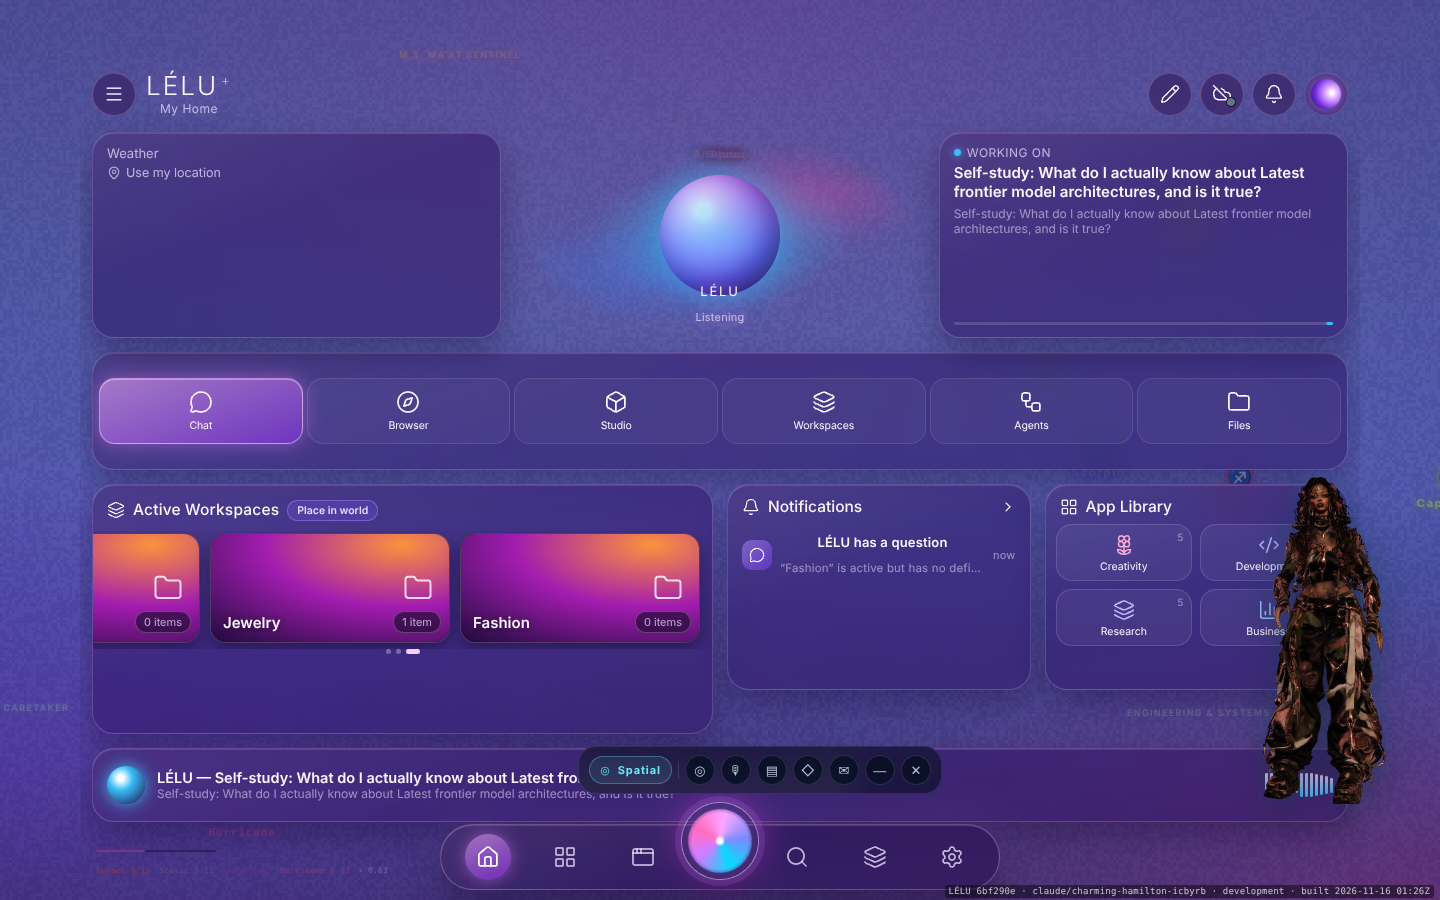 M.S. MA'AT SENTINEL
LÉLU +
My Home
Weather
Use my location
LÉLU
Listening
WORKING ON
Self-study: What do I actually know about Latest
frontier model architectures, and is it true?
Self-study: What do I actually know about Latest frontier model
architectures, and is it true?
Chat
Browser
Studio
Workspaces
Agents
Files
Active Workspaces
Place in world
0 items
Jewelry
1 item
Fashion
0 items
Notifications
LÉLU has a question
now
“Fashion” is active but has no defi...
App Library
5
Creativity
Developm
5
Research
Busines
Cap
CARETAKER
ENGINEERING & SYSTEMS
LÉLU — Self-study: What do I actually know about Latest fro
Self-study: What do I actually know about Latest frontier model architectures, and is it true?
Spatial
Hurricane
LÉLU 6bf290e · claude/charming-hamilton-icbyrb · development · built 2026-11-16 01:26Z